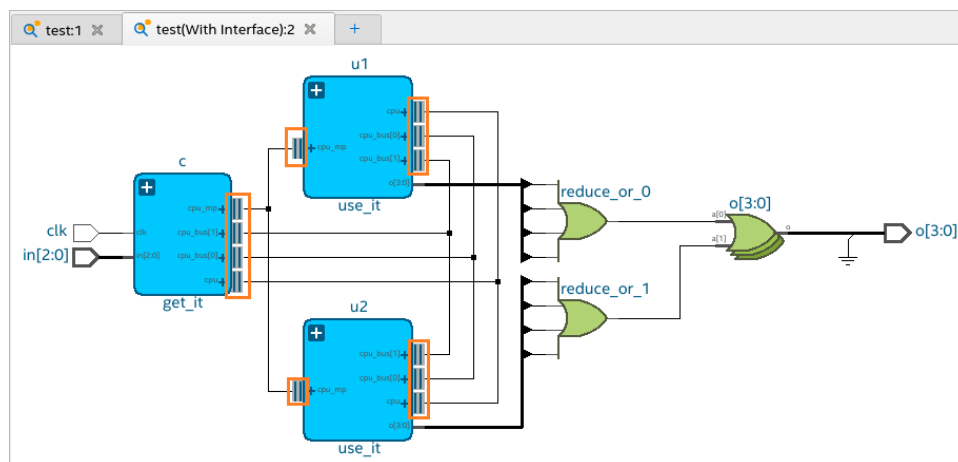 test:1
test(With Interface):2
+
u1
cpu
cpu_bus[0]
cpu_mp
cpu_bus[1]
o[3:0]
use_it
c
cpu_mp
clk
clk
cpu_bus[1]
in[2:0]
in[2:0]
cpu_bus[0]
cpu
get_it
reduce_or_0
o[3:0]
a[0]
a[1]
o
o[3:0]
reduce_or_1
u2
cpu_bus[1]
cpu_bus[0]
cpu_mp
cpu
o[3:0]
use_it